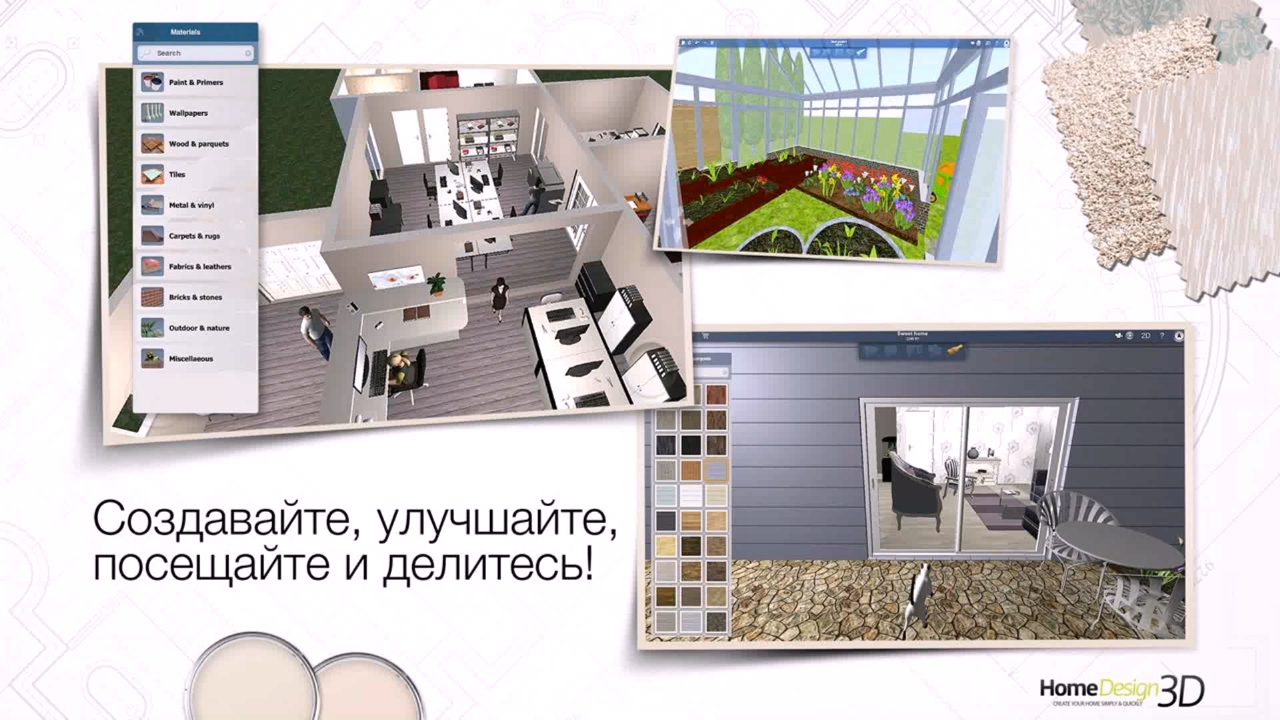 Materials
Search
Paint & Primers
Wallpapers
Wood & parquets
Tiles
Metal & vinyl
Carpets & rugs
Fabrics & leathers
Bricks & stones
Outdoor & nature
Miscellaeous
Sweet home
2D
?
Создавайте, улучшайте,
посещайте и делитесь!
HomeDesign3D
CREATE YOUR HOME SIMPLY & QUICKLY